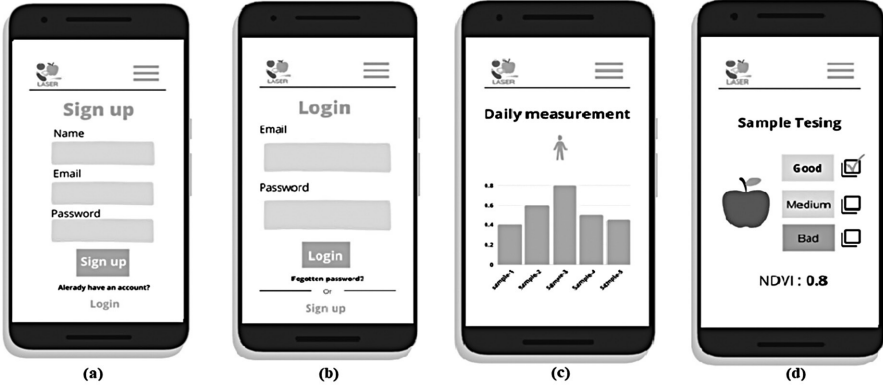 LASER
Sign up
Name
Email
Password
Sign up
Alerady have an account?
Login
(a)
LASER
Login
Email
Password
Login
Fogotten password?
Or
Sign up
(b)
LASER
Daily measurement
0.8
0.6
0.4
0.2
0
Sample-1
Sample-2
Sample-3
Sample-4
Sample-5
(c)
LASER
Sample Tesing
Good
Medium
Bad
NDVI : 0.8
(d)